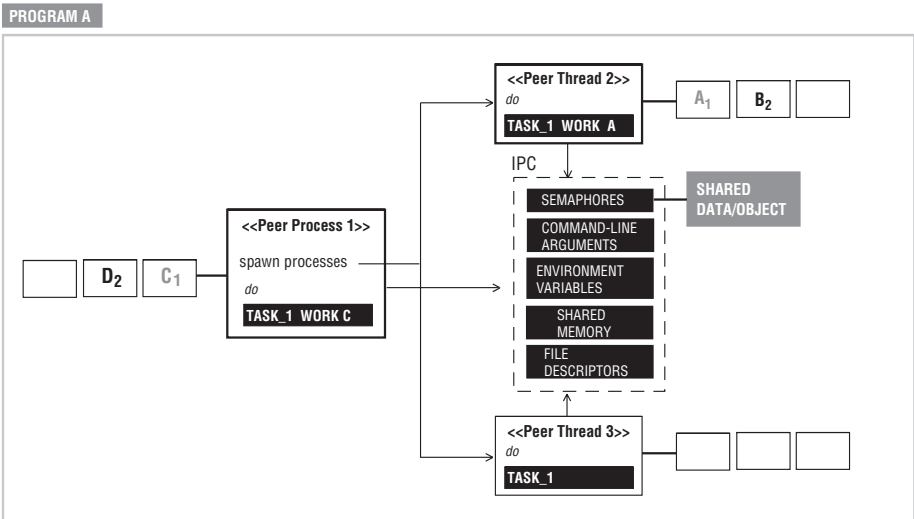 PROGRAM A
<<Peer Thread 2>>
do
TASK_1 WORK A
A1
B2
IPC
SEMAPHORES
COMMAND-LINE
ARGUMENTS
ENVIRONMENT
VARIABLES
SHARED
MEMORY
FILE
DESCRIPTORS
SHARED
DATA/OBJECT
<<Peer Process 1>>
spawn processes
do
TASK_1 WORK C
D2
C1
<<Peer Thread 3>>
do
TASK_1